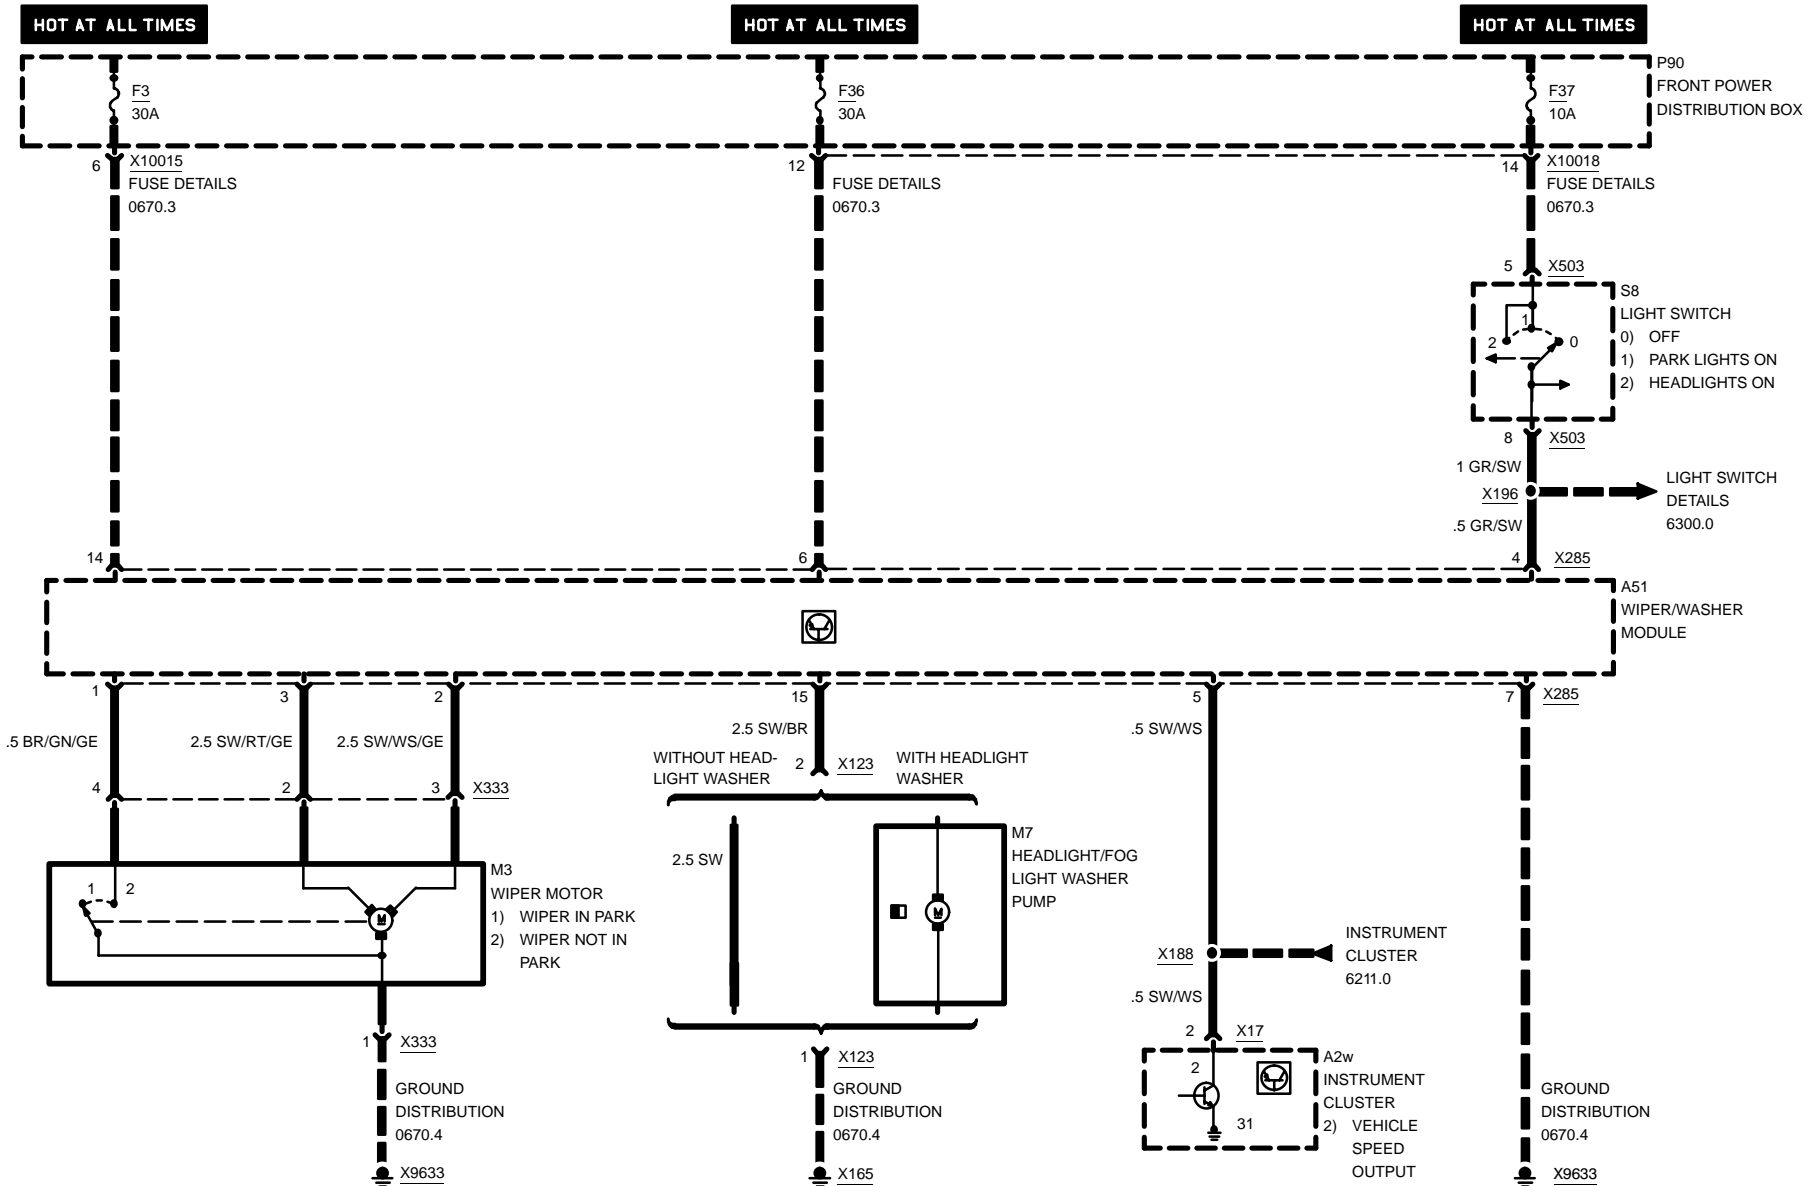 HOT AT ALL TIMES
HOT AT ALL TIMES
HOT AT ALL TIMES
F3
30A
F36
30A
F37
10A
P90
FRONT POWER
DISTRIBUTION BOX
6
X10015
FUSE DETAILS
0670.3
12
FUSE DETAILS
0670.3
14
X10018
FUSE DETAILS
0670.3
5
X503
1
2
0
S8
LIGHT SWITCH
0) OFF
1) PARK LIGHTS ON
2) HEADLIGHTS ON
8
X503
1 GR/SW
X196
LIGHT SWITCH
DETAILS
6300.0
.5 GR/SW
14
6
4
X285
A51
WIPER/WASHER
MODULE
1
3
2
15
5
7
X285
.5 BR/GN/GE
2.5 SW/RT/GE
2.5 SW/WS/GE
2.5 SW/BR
.5 SW/WS
WITHOUT HEAD-
LIGHT WASHER
2
X123
WITH HEADLIGHT
WASHER
4
2
3
X333
2.5 SW
M7
HEADLIGHT/FOG
LIGHT WASHER
PUMP
M
1
2
M
M3
WIPER MOTOR
1) WIPER IN PARK
2) WIPER NOT IN
PARK
X188
INSTRUMENT
CLUSTER
6211.0
.5 SW/WS
1
X333
1
X123
2
X17
2
31
A2w
INSTRUMENT
CLUSTER
2) VEHICLE
SPEED
OUTPUT
GROUND
DISTRIBUTION
0670.4
X9633
GROUND
DISTRIBUTION
0670.4
X165
GROUND
DISTRIBUTION
0670.4
X9633